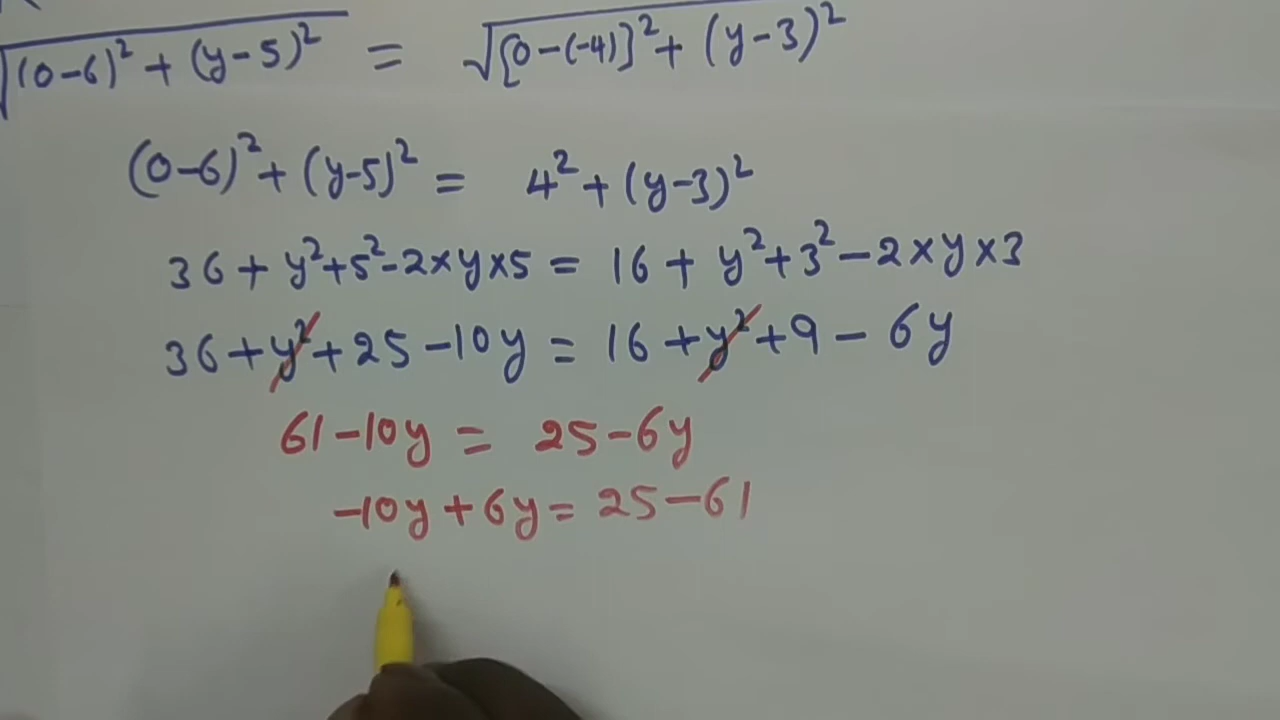 √(0-6)² + (y-5)² = √[0-(-4)]² + (y-3)²
(0-6)² + (y-5)² = 4² + (y-3)²
36 + y² + 5² - 2×y×5 = 16 + y² + 3² - 2×y×3
36 + y² + 25 - 10y = 16 + y² + 9 - 6y
61 - 10y = 25 - 6y
-10y + 6y = 25 - 61